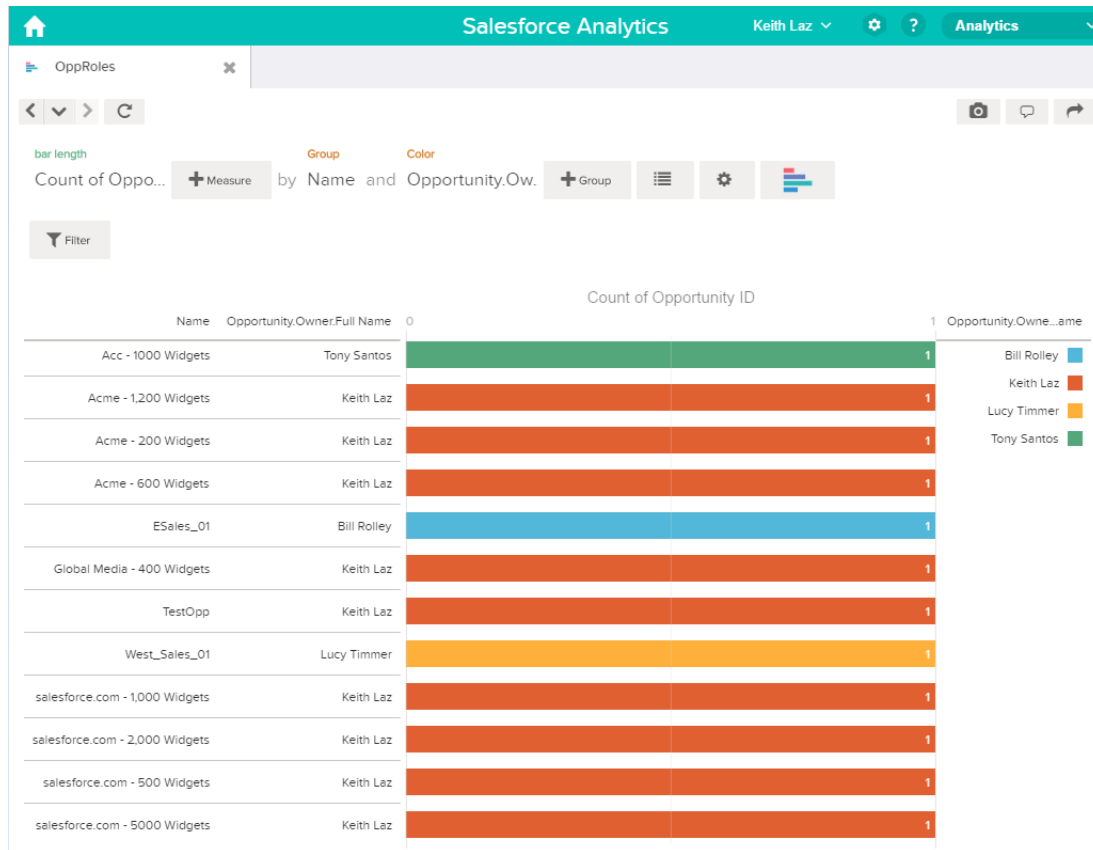 Salesforce Analytics Keith Laz ? Analytics
OppRoles
bar length Group Color
Count of Oppo... Measure by Name and Opportunity.Ow.. Group
Filter
Count of Opportunity ID
Name Opportunity.Owner.Full Name 0 1 Opportunity.Owne...ame
Acc - 1000 Widgets Tony Santos 1 Bill Rolley
Keith Laz
Acme - 1,200 Widgets Keith Laz 1
Lucy Timmer
Acme - 200 Widgets Keith Laz 1 Tony Santos
Acme - 600 Widgets Keith Laz 1
ESales_01 Bill Rolley 1
Global Media - 400 Widgets Keith Laz 1
TestOpp Keith Laz 1
West_Sales_01 Lucy Timmer 1
salesforce.com - 1,000 Widgets Keith Laz 1
salesforce.com - 2,000 Widgets Keith Laz 1
salesforce.com - 500 Widgets Keith Laz 1
salesforce.com - 5000 Widgets Keith Laz 1